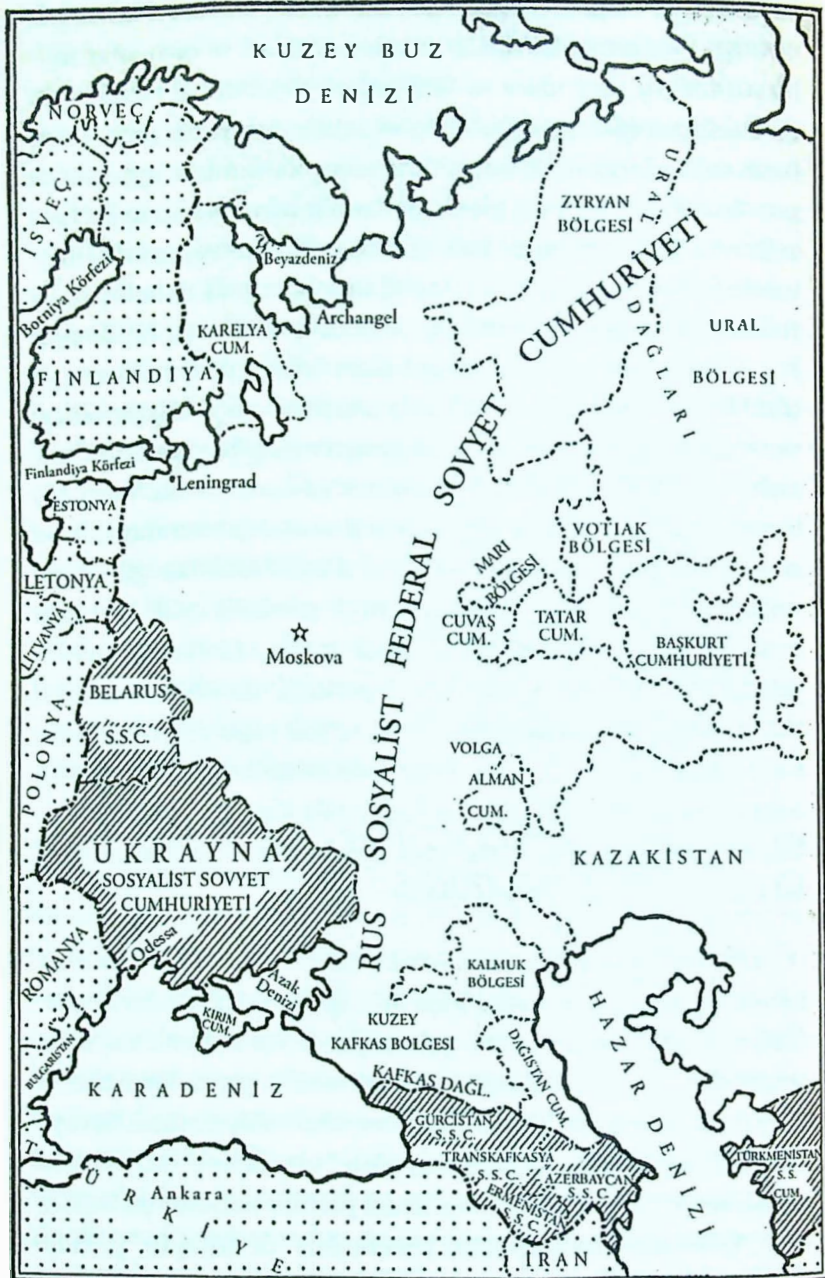 KUZEY BUZ
DENİZİ
NORVEÇ
İSVEÇ
Botniya Körfezi
Beyazdeniz
Archangel
KARELYA
CUM.
FİNLANDİYA
Finlandiya Körfezi
Leningrad
ESTONYA
LETONYA
LİTVANYA
ZYRYAN
BÖLGESİ
URAL
DAĞLARI
URAL
BÖLGESİ
RUS SOSYALIST FEDERAL SOVYET CUMHURİYETİ
VOTIAK
BÖLGESİ
MARI
BÖLGESİ
CUVAŞ
CUM.
TATAR
CUM.
BAŞKURT
CUMHURİYETİ
Moskova
BELARUS
S.S.C.
POLONYA
VOLGA
ALMAN
CUM.
UKRAYNA
SOSYALİST SOVYET
CUMHURİYETİ
KAZAKİSTAN
ROMANYA
Odessa
Azak
Denizi
KIRIM
CUM.
BULGARİSTAN
KALMUK
BÖLGESİ
KUZEY
KAFKAS BÖLGESİ
DAĞISTAN CUM.
HAZAR DENİZİ
KAFKAS DAĞL.
KARADENİZ
GÜRCİSTAN
S. S. C.
TRANSKAFKASYA
S. S. C.
AZERBAYCAN
S. S. C.
ERMENİSTAN
S. S. C.
TÜRKMENİSTAN
S. S.
CUM.
TÜRKİYE
Ankara
İRAN